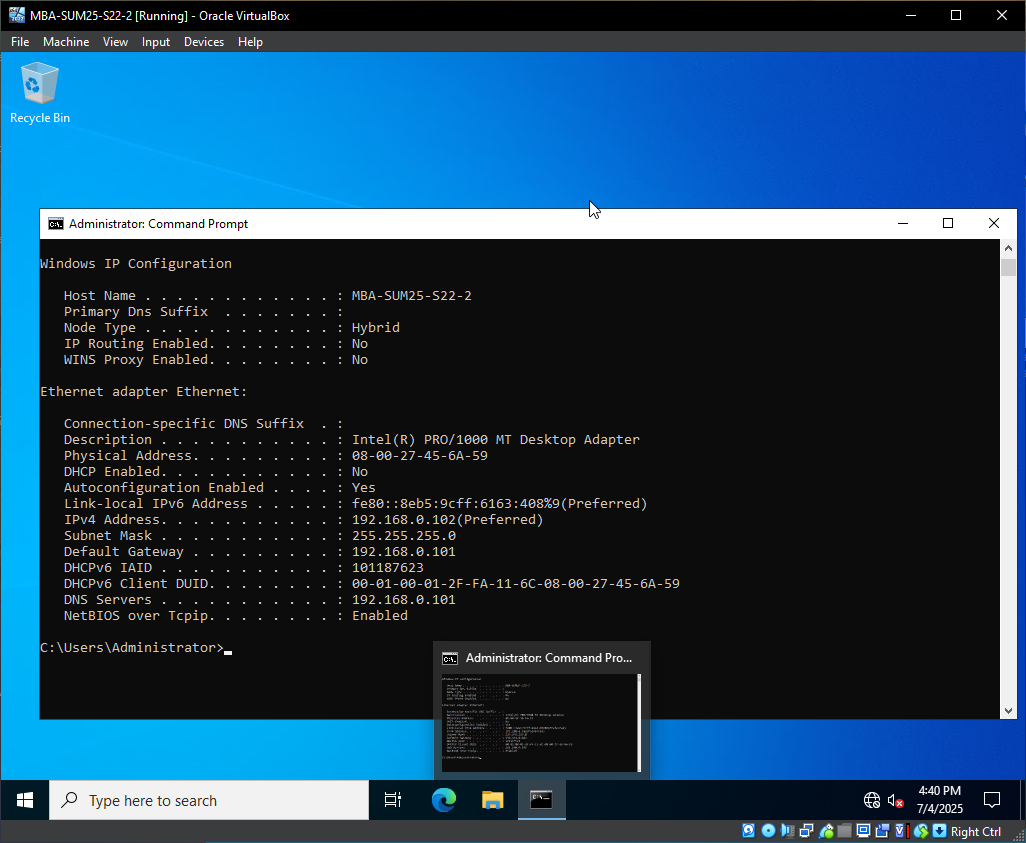 MBA-SUM25-S22-2 [Running] - Oracle VirtualBox
File Machine View Input Devices Help
Recycle Bin
Administrator: Command Prompt
Windows IP Configuration
Host Name . . . . . . . . . . . . : MBA-SUM25-S22-2
Primary Dns Suffix . . . . . . . :
Node Type . . . . . . . . . . . . : Hybrid
IP Routing Enabled. . . . . . . . : No
WINS Proxy Enabled. . . . . . . . : No
Ethernet adapter Ethernet:
Connection-specific DNS Suffix . :
Description . . . . . . . . . . . : Intel(R) PRO/1000 MT Desktop Adapter
Physical Address. . . . . . . . . : 08-00-27-45-6A-59
DHCP Enabled. . . . . . . . . . . : No
Autoconfiguration Enabled . . . . : Yes
Link-local IPv6 Address . . . . . : fe80::8eb5:9cff:6163:408%9(Preferred)
IPv4 Address. . . . . . . . . . . : 192.168.0.102(Preferred)
Subnet Mask . . . . . . . . . . . : 255.255.255.0
Default Gateway . . . . . . . . . : 192.168.0.101
DHCPv6 IAID . . . . . . . . . . . : 101187623
DHCPv6 Client DUID. . . . . . . . : 00-01-00-01-2F-FA-11-6C-08-00-27-45-6A-59
DNS Servers . . . . . . . . . . . : 192.168.0.101
NetBIOS over Tcpip. . . . . . . . : Enabled
C:\Users\Administrator>
Administrator: Command Pro...
Type here to search
4:40 PM
7/4/2025
Right Ctrl